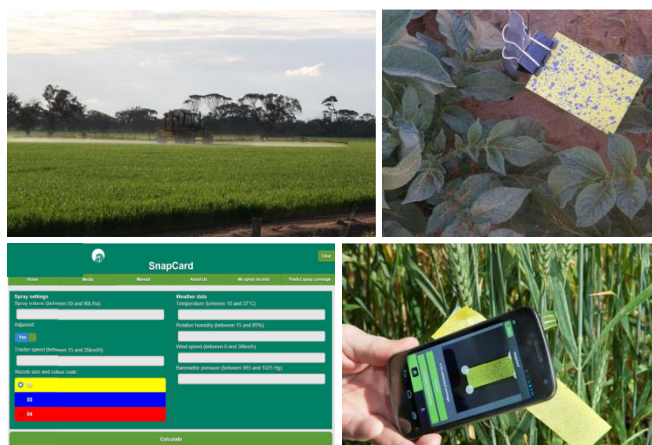 SnapCard
Clear
Home
Media
Manual
About Us
My spray records
Predict spray coverage
Spray settings
Spray volume (between 50 and 90L/ha):
Adjuvant:
Yes
Tractor speed (between 15 and 35km/h):
Nozzle size and colour code:
02
03
04
Weather data
Temperature (between 10 and 37°C):
Relative humidity (between 15 and 85%):
Wind speed (between 0 and 30km/h):
Barometric pressure (between 985 and 1025 Hg)
Calculate